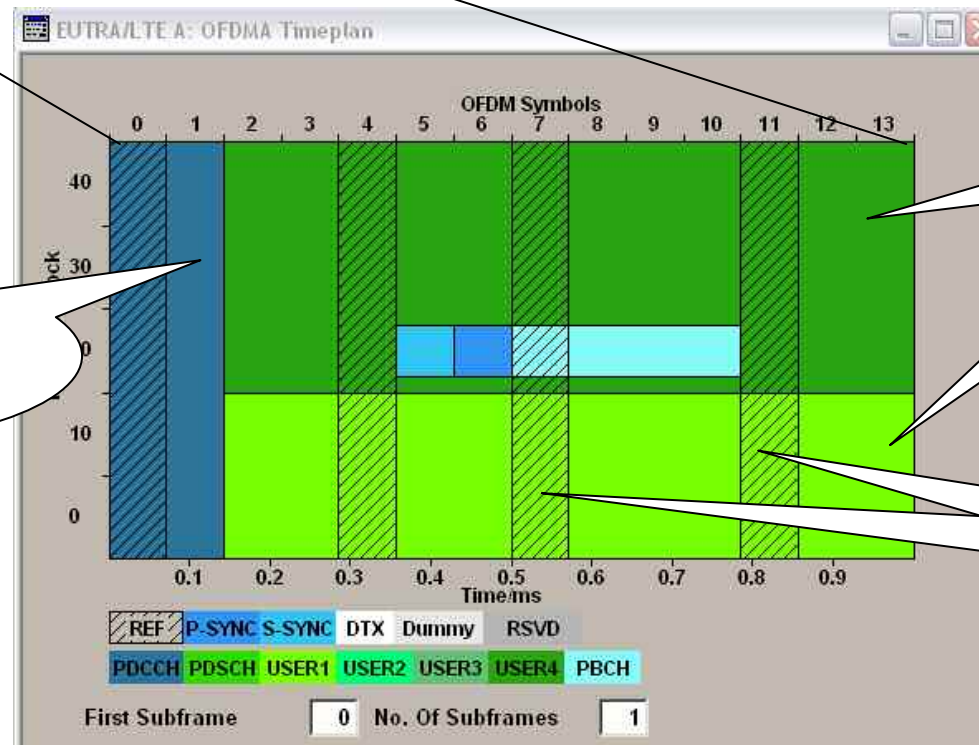 EUTRA/LTE A: OFDMA Timeplan
OFDM Symbols
0 1 2 3 4 5 6 7 8 9 10 11 12 13
40
30
10
0
0.1 0.2 0.3 0.4 0.5 0.6 0.7 0.8 0.9
Time/ms
REF P-SYNC S-SYNC DTX Dummy RSVD
PDCCH PDSCH USER1 USER2 USER3 USER4 PBCH
First Subframe 0 No. Of Subframes 1